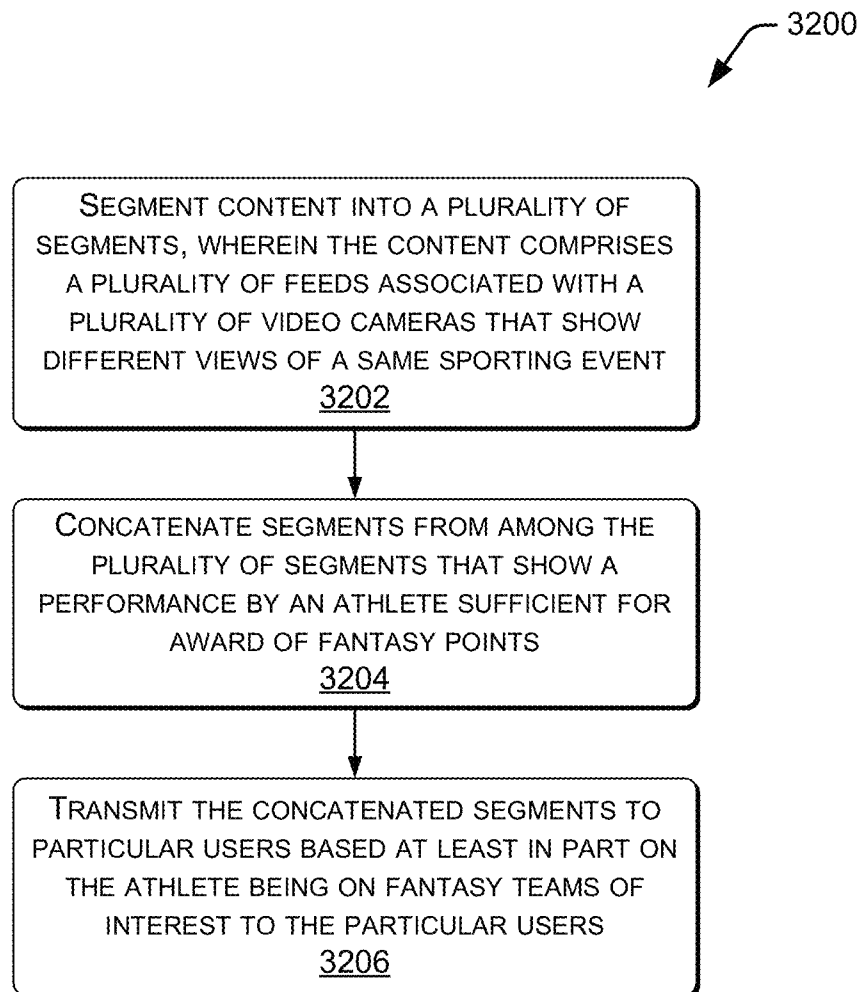 3200
SEGMENT CONTENT INTO A PLURALITY OF
SEGMENTS, WHEREIN THE CONTENT COMPRISES
A PLURALITY OF FEEDS ASSOCIATED WITH A
PLURALITY OF VIDEO CAMERAS THAT SHOW
DIFFERENT VIEWS OF A SAME SPORTING EVENT
3202
CONCATENATE SEGMENTS FROM AMONG THE
PLURALITY OF SEGMENTS THAT SHOW A
PERFORMANCE BY AN ATHLETE SUFFICIENT FOR
AWARD OF FANTASY POINTS
3204
TRANSMIT THE CONCATENATED SEGMENTS TO
PARTICULAR USERS BASED AT LEAST IN PART ON
THE ATHLETE BEING ON FANTASY TEAMS OF
INTEREST TO THE PARTICULAR USERS
3206